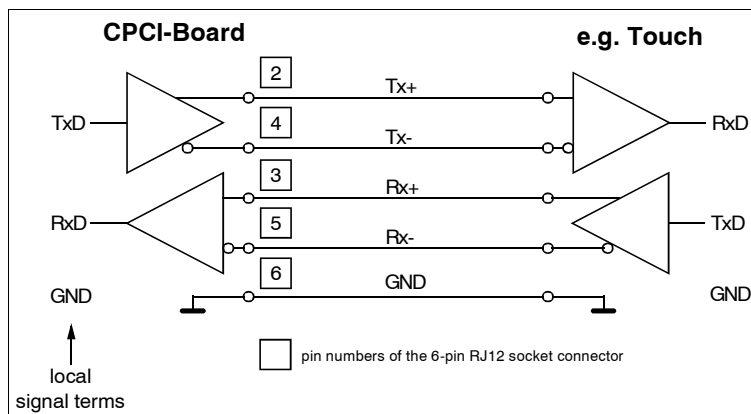 CPCI-Board
e.g. Touch
2
Tx+
TxD
RxD
4
Tx-
3
Rx+
RxD
TxD
5
Rx-
6
GND
GND
GND
pin numbers of the 6-pin RJ12 socket connector
local
signal terms